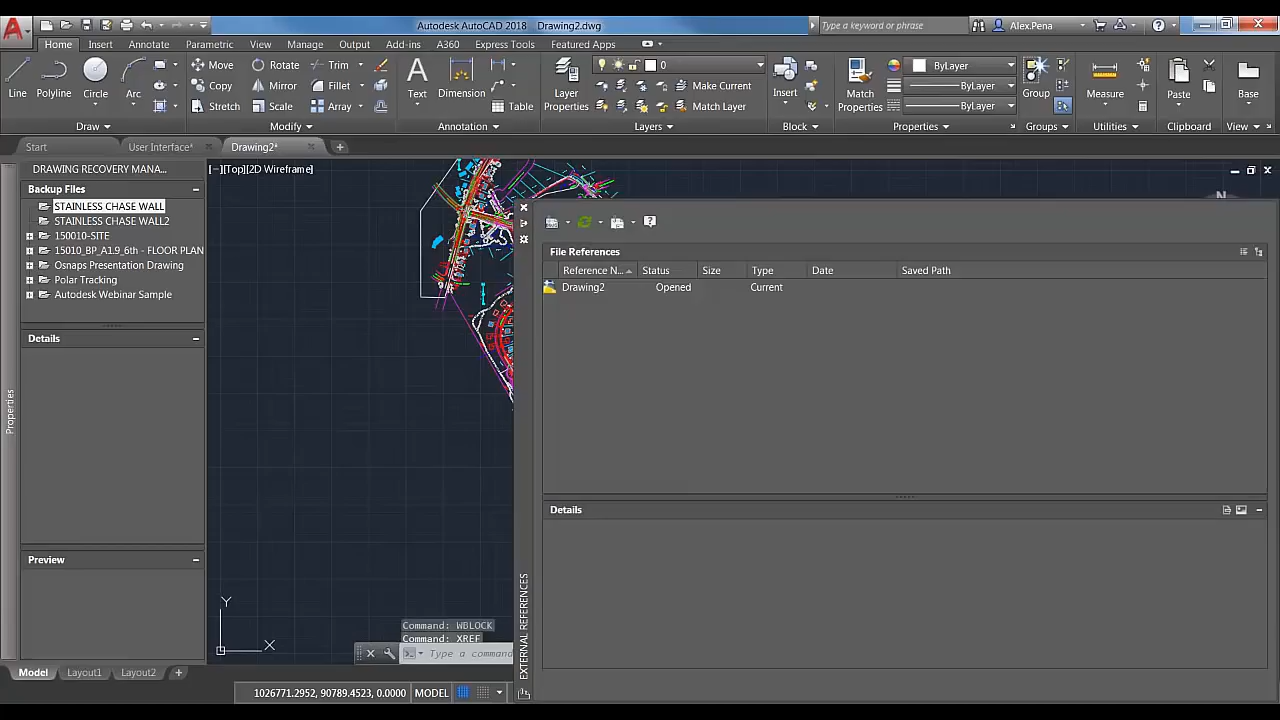 Autodesk AutoCAD 2018 Drawing2.dwg
Type a keyword or phrase
Alex.Pena
Home Insert Annotate Parametric View Manage Output Add-ins A360 Express Tools Featured Apps
Line Polyline Circle Arc
Move Rotate Trim
Copy Mirror Fillet
Stretch Scale Array
Text Dimension Table
Layer Properties
0
Make Current
Match Layer
Insert
Match Properties
ByLayer
ByLayer
ByLayer
Group Measure Paste Base
Draw Modify Annotation Layers Block Properties Groups Utilities Clipboard View
Start User Interface* Drawing2*
DRAWING RECOVERY MANA...
Backup Files
STAINLESS CHASE WALL
STAINLESS CHASE WALL2
150010-SITE
15010_BP_A1.9_6th - FLOOR PLAN
Osnaps Presentation Drawing
Polar Tracking
Autodesk Webinar Sample
Details
Preview
Properties
[−][Top][2D Wireframe]
N
File References
Reference N... Status Size Type Date Saved Path
Drawing2 Opened Current
Details
EXTERNAL REFERENCES
Y
X
Command: WBLOCK
Command: XREF
Type a command
Model Layout1 Layout2
1026771.2952, 90789.4523, 0.0000 MODEL